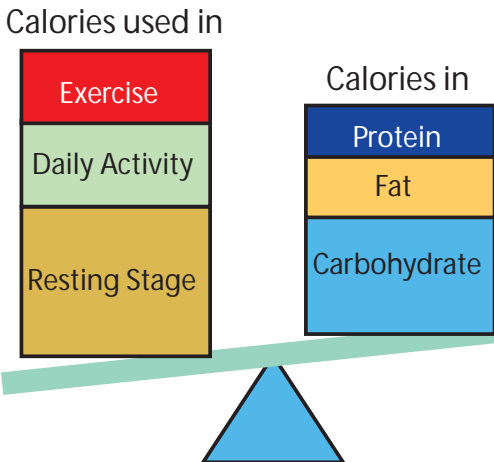 Calories used in
Exercise
Daily Activity
Resting Stage
Calories in
Protein
Fat
Carbohydrate